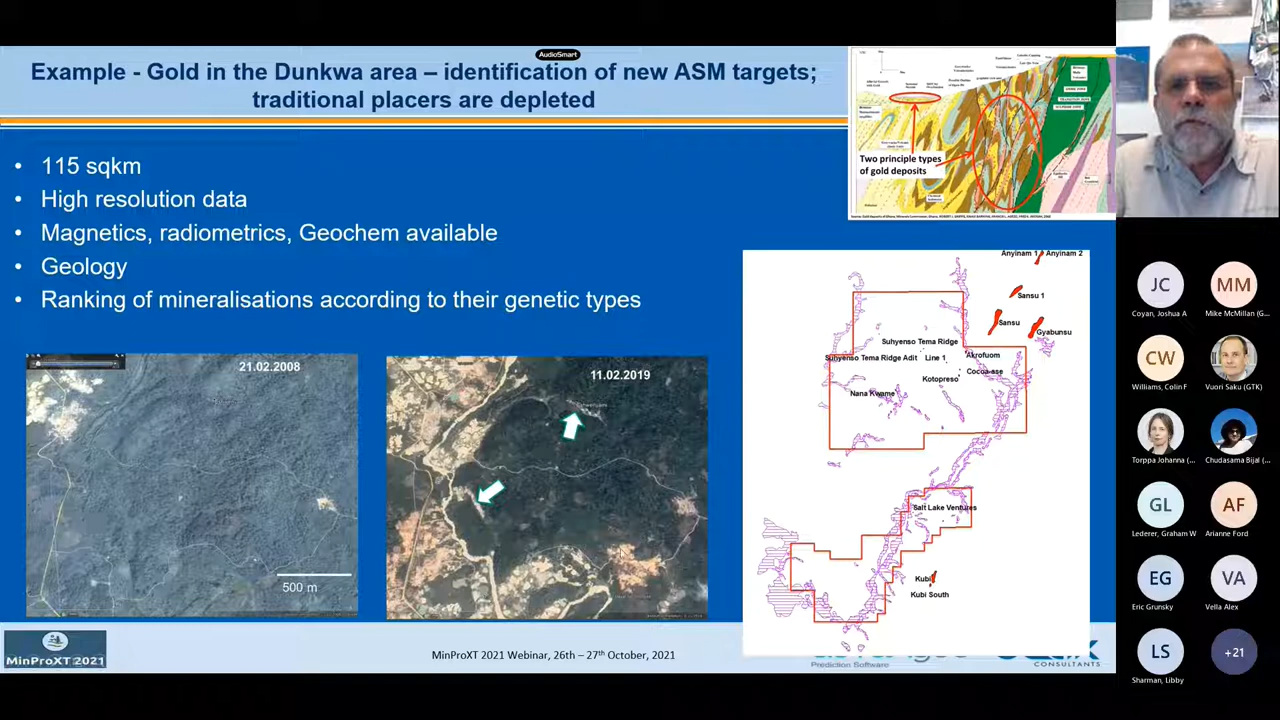 AudioSmart
Example - Gold in the Dunkwa area – identification of new ASM targets;
traditional placers are depleted
• 115 sqkm
• High resolution data
• Magnetics, radiometrics, Geochem available
• Geology
• Ranking of mineralisations according to their genetic types
Two principle types
of gold deposits
21.02.2008
500 m
11.02.2019
Anyinam 1
Anyinam 2
Sansu 1
Sansu
Gyabunsu
Suhyenso Tema Ridge
Suhyenso Tema Ridge Adit
Line 1
Akrofuom
Cocoa-ase
Kotopreso
Nana Kwame
Salt Lake Ventures
Kubi
Kubi South
MinProXT 2021
MinProXT 2021 Webinar, 26th – 27th October, 2021
Prediction Software
CONSULTANTS
JC
Coyan, Joshua A
MM
Mike McMillan (G...
CW
Williams, Colin F
Vuori Saku (GTK)
Torppa Johanna (...
Chudasama Bijal (...
GL
Lederer, Graham W
AF
Arianne Ford
EG
Eric Grunsky
VA
Vella Alex
LS
Sharman, Libby
+21